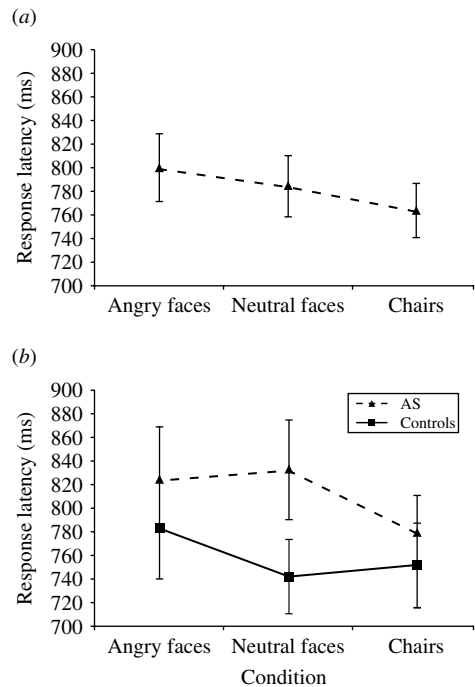 (a)
900
880
860
840
820
800
780
760
740
720
700
Response latency (ms)
Angry faces Neutral faces Chairs
(b)
900
880
860
840
820
800
780
760
740
720
700
Response latency (ms)
AS
Controls
Angry faces Neutral faces Chairs
Condition